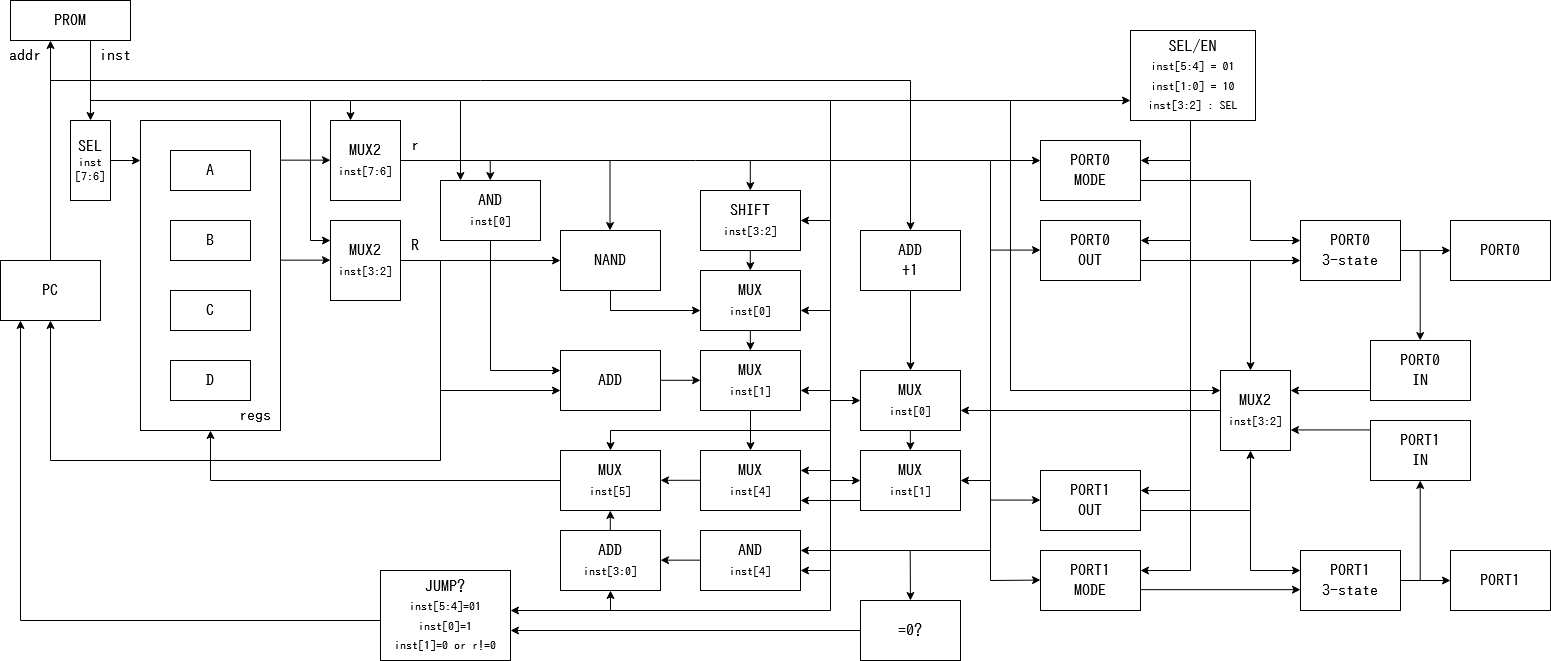 PROM
addr
inst
SEL/EN
inst[5:4] = 01
inst[1:0] = 10
inst[3:2] : SEL
SEL
inst
[7:6]
A
B
C
D
regs
MUX2
inst[7:6]
r
MUX2
inst[3:2]
R
AND
inst[0]
NAND
SHIFT
inst[3:2]
MUX
inst[0]
ADD
+1
PORT0
MODE
PORT0
OUT
PORT0
3-state
PORT0
PC
ADD
MUX
inst[1]
MUX
inst[0]
MUX2
inst[3:2]
PORT0
IN
PORT1
IN
MUX
inst[5]
MUX
inst[4]
MUX
inst[1]
PORT1
OUT
ADD
inst[3:0]
AND
inst[4]
PORT1
MODE
PORT1
3-state
PORT1
JUMP?
inst[5:4]=01
inst[0]=1
inst[1]=0 or r!=0
=0?